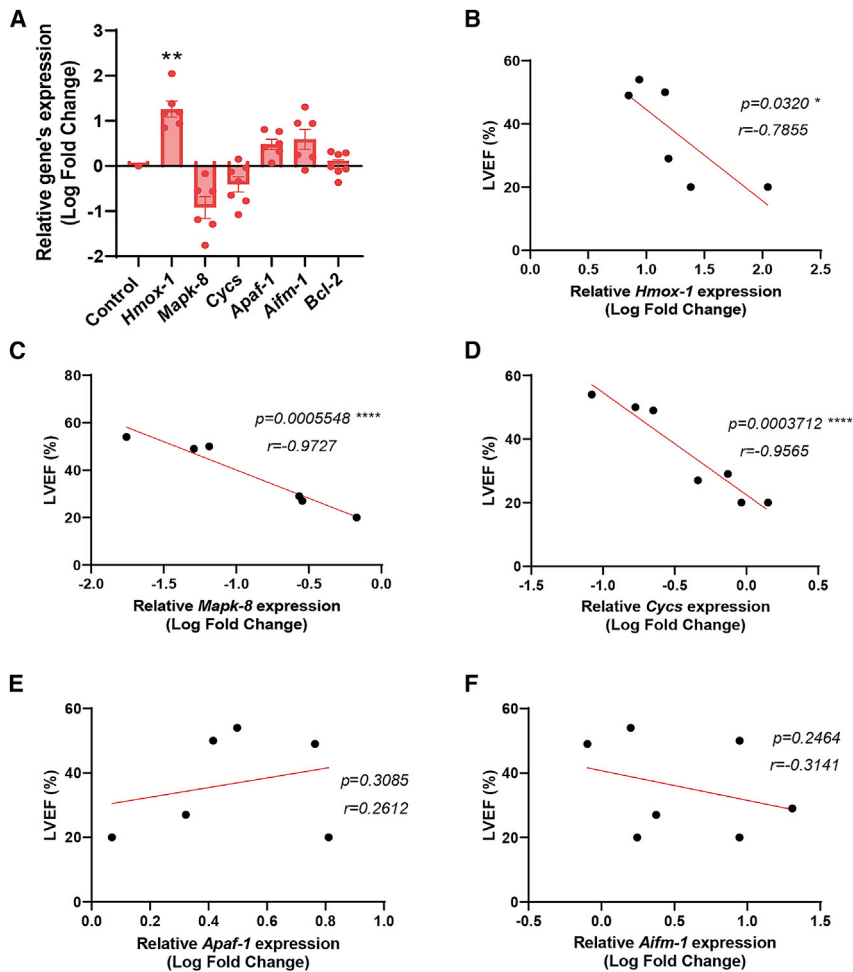 A
Relative gene's expression
(Log Fold Change)
3
2
1
0
-1
-2
**
Control
Hmox-1
Mapk-8
Cycs
Apaf-1
Aifm-1
Bcl-2
B
LVEF (%)
60
40
20
0
p=0.0320 *
r=-0.7855
0.0 0.5 1.0 1.5 2.0 2.5
Relative Hmox-1 expression
(Log Fold Change)
C
LVEF (%)
80
60
40
20
0
p=0.0005548 ****
r=-0.9727
-2.0 -1.5 -1.0 -0.5 0.0
Relative Mapk-8 expression
(Log Fold Change)
D
LVEF (%)
60
40
20
0
p=0.0003712 ****
r=-0.9565
-1.5 -1.0 -0.5 0.0 0.5
Relative Cycs expression
(Log Fold Change)
E
LVEF (%)
60
40
20
0
p=0.3085
r=0.2612
0.0 0.2 0.4 0.6 0.8 1.0
Relative Apaf-1 expression
(Log Fold Change)
F
LVEF (%)
60
40
20
0
p=0.2464
r=-0.3141
-0.5 0.0 0.5 1.0 1.5
Relative Aifm-1 expression
(Log Fold Change)